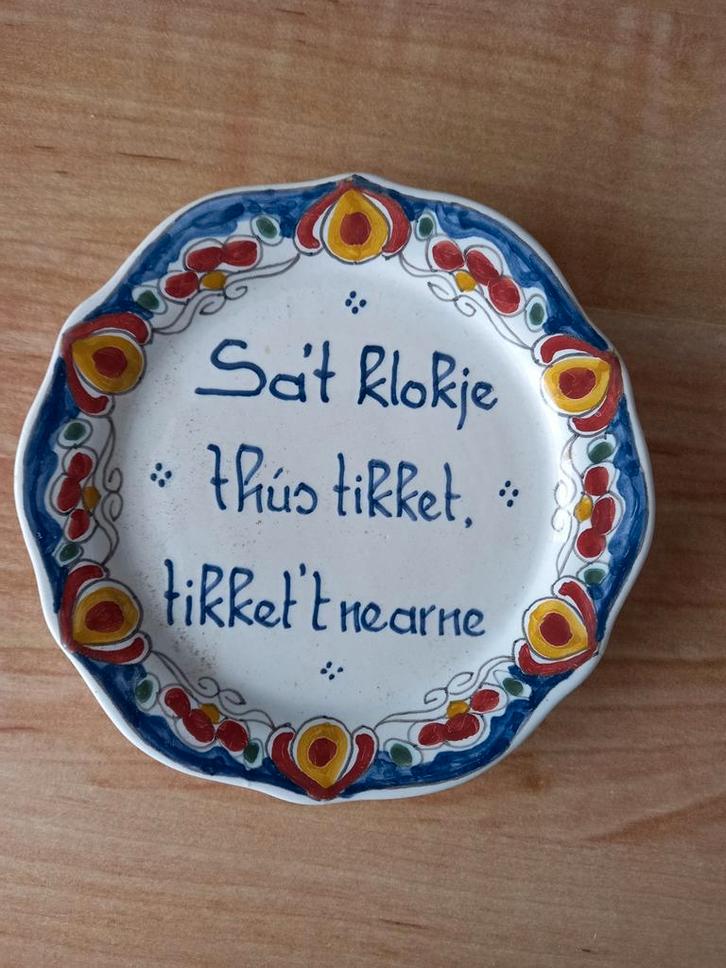 Sa't klokje
thús tikket,
tikket 't nearne